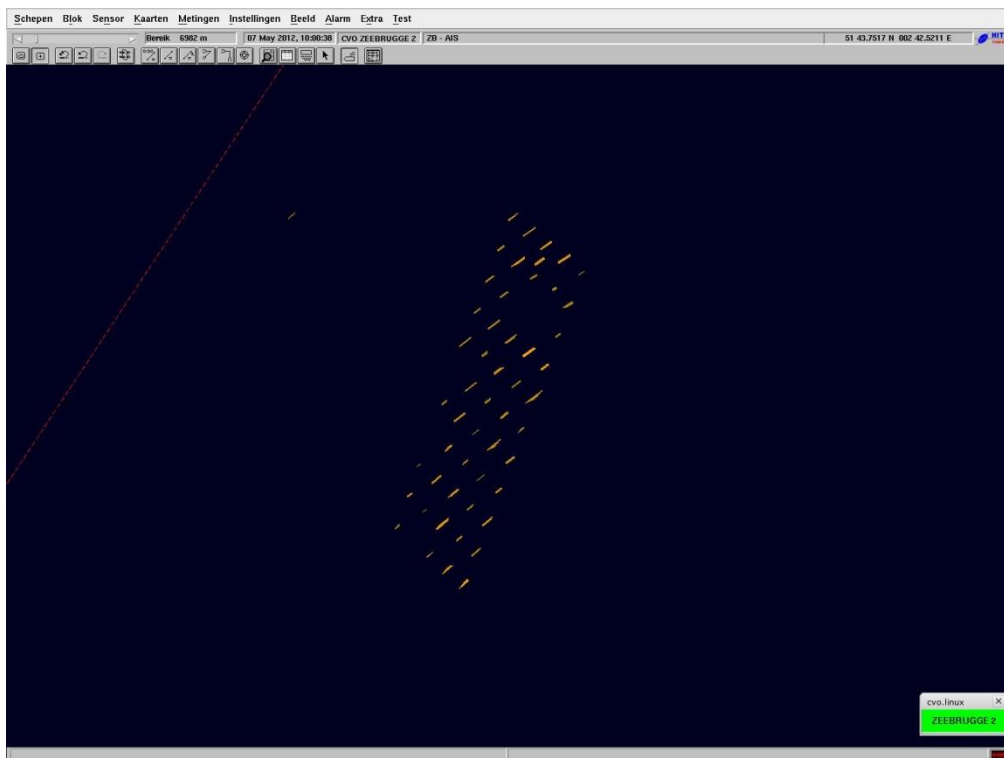 Schepen Blok Sensor Kaarten Metingen Instellingen Beeld Alarm Extra Test
Bereik 6982 m 07 May 2012, 10:00:38 CVO ZEEBRUGGE 2 ZB - AIS 51 43.7517 N 002 42.5211 E MIT
cvo.linux ×
ZEEBRUGGE 2